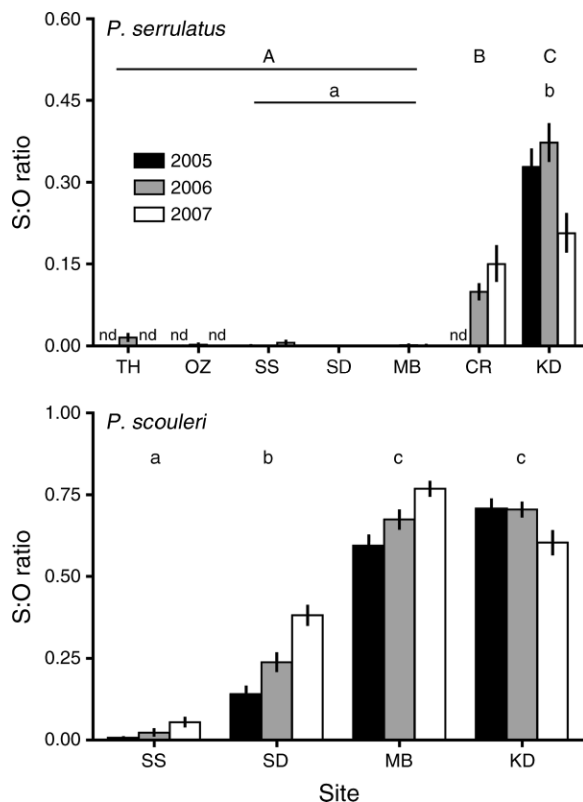 P. serrulatus
0.60
A B C
a b
0.45
S:O ratio
2005
2006
2007
0.30
0.15
nd nd nd nd nd
0.00
TH OZ SS SD MB CR KD
P. scouleri
1.00
a b c c
0.75
S:O ratio
0.50
0.25
0.00
SS SD MB KD
Site